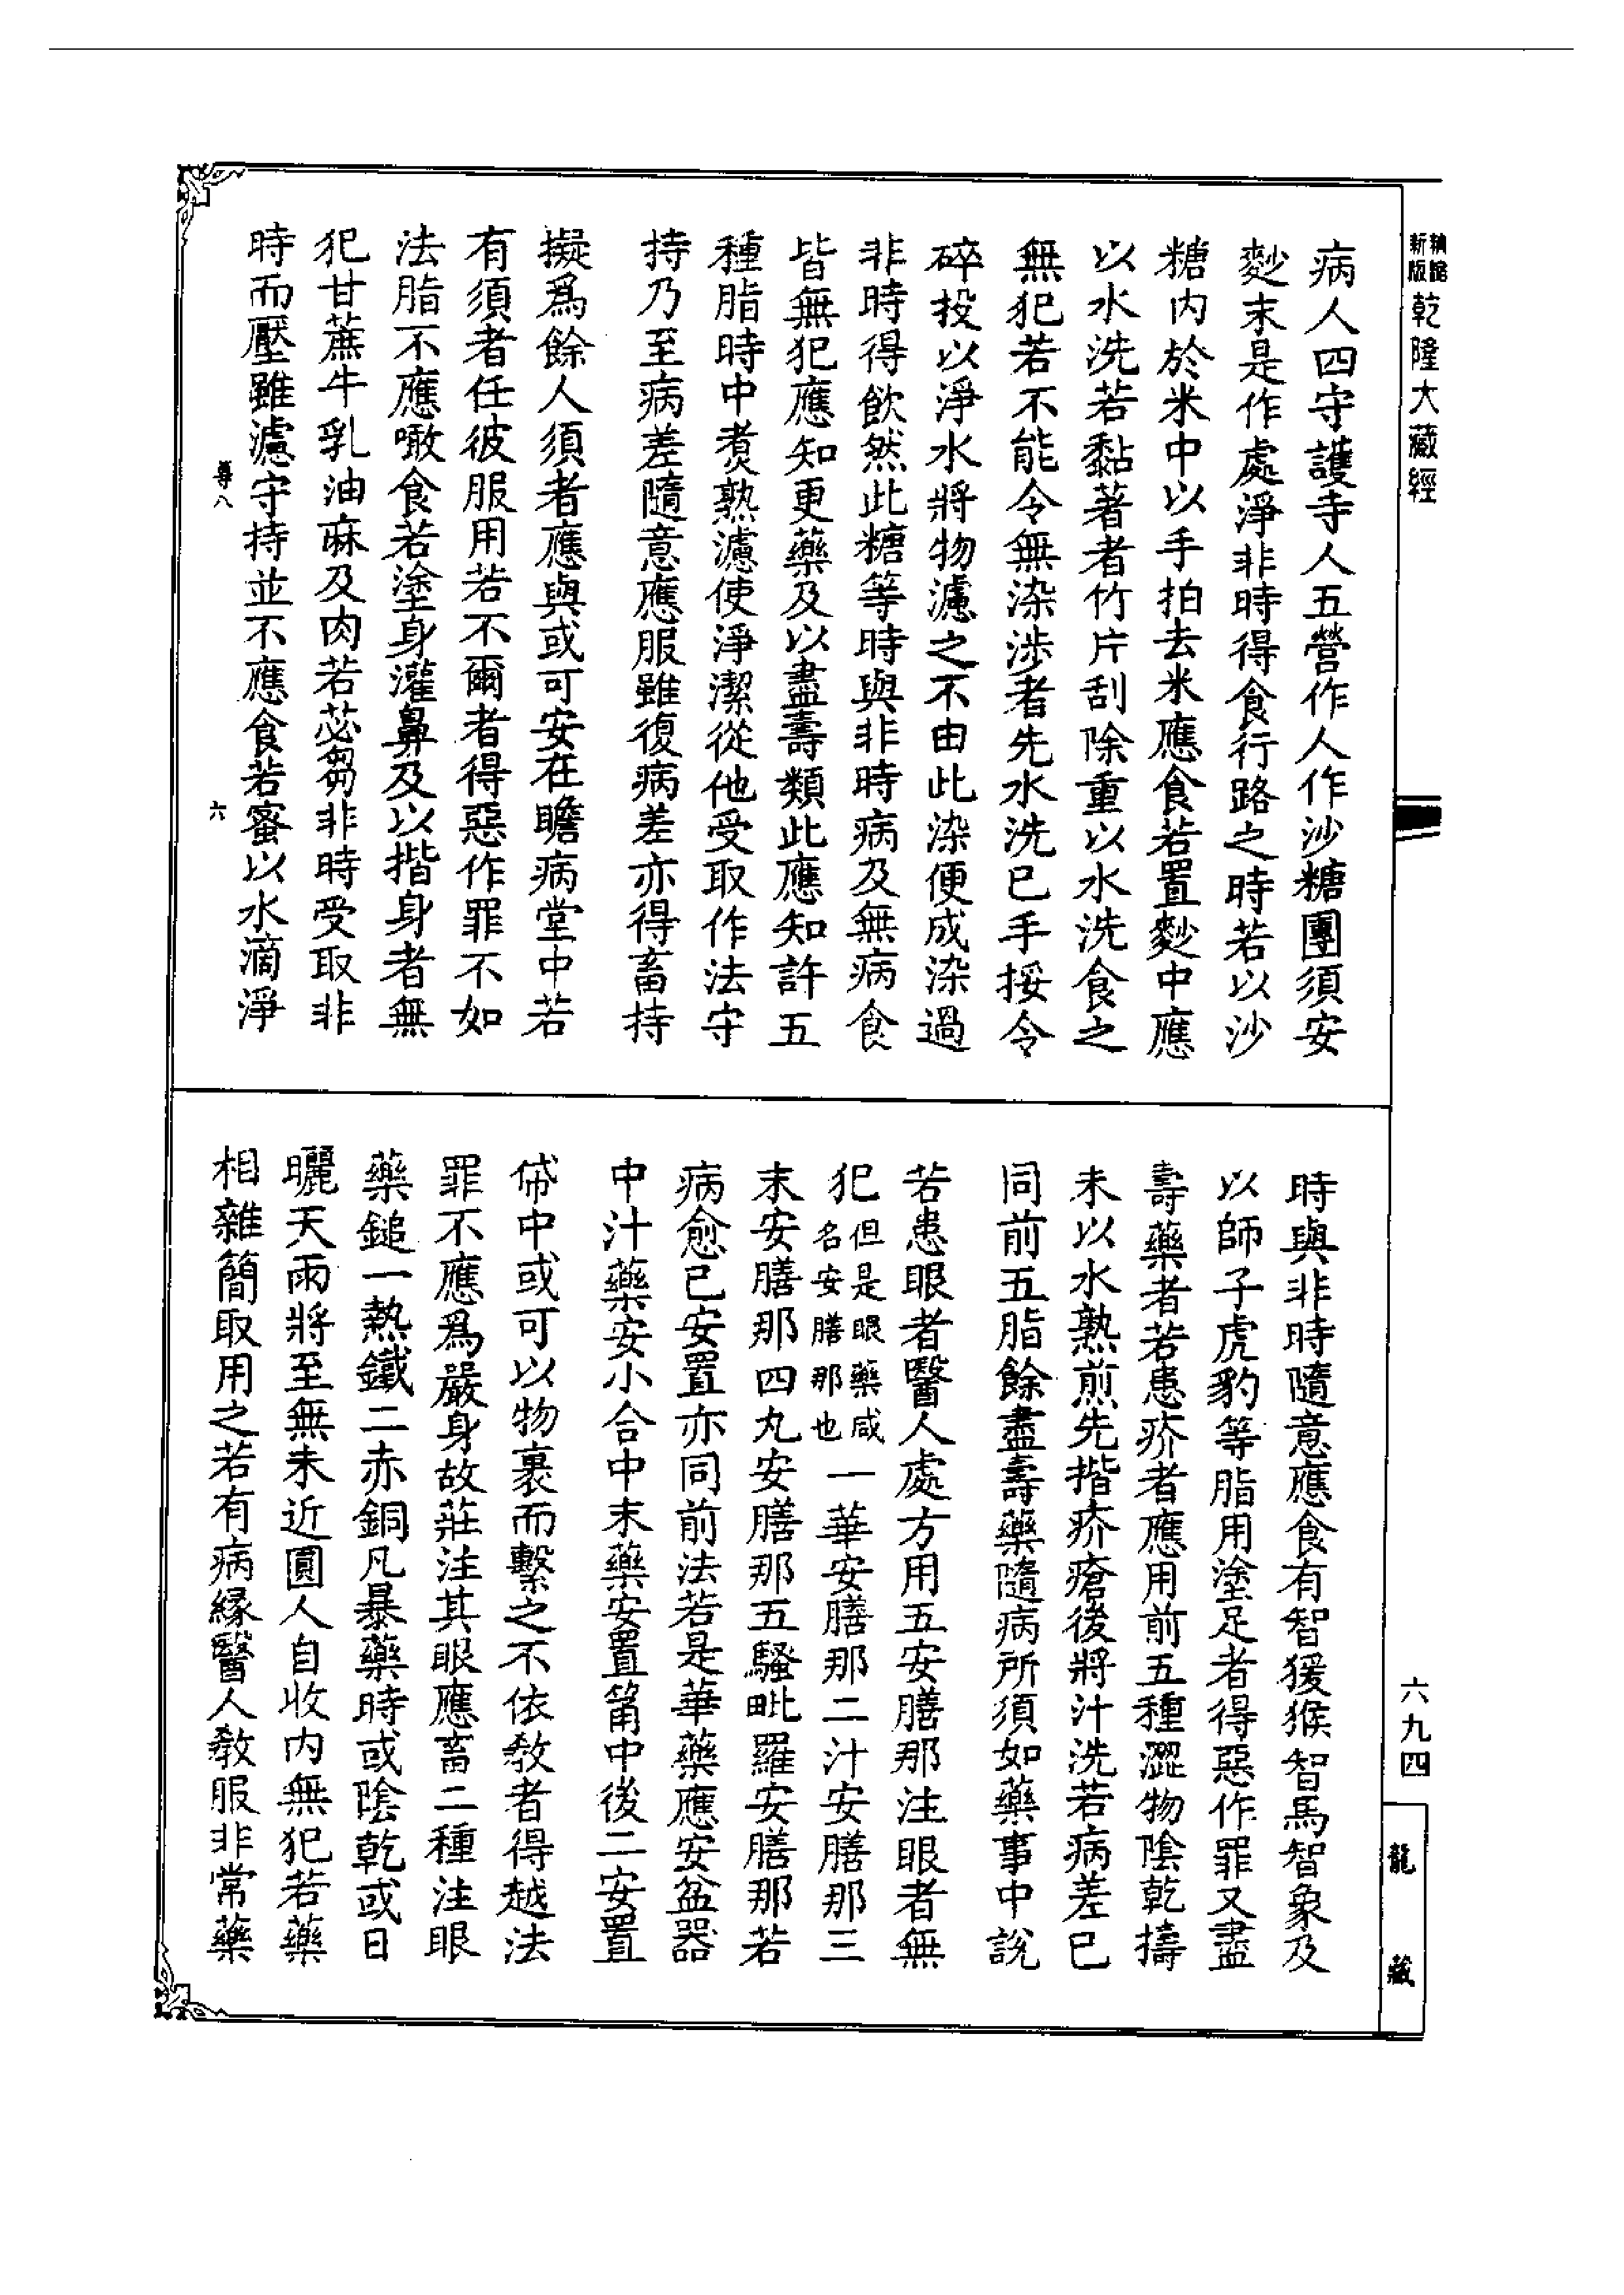 精縮
新版
乾隆大藏經
病人四守護寺人五營作人作沙糖團須安
麨末是作處淨非時得食行路之時若以沙
糖内於米中以手拍去米應食若置麨中應
以水洗若黏著者竹片刮除重以水洗食之
無犯若不能令無染涉者先水洗已手挼令
碎投以淨水將物濾之不由此染便成染過
非時得飲然此糖等時與非時病及無病食
皆無犯應知更藥及以盡壽類此應知許五
種脂時中煑熟濾使淨潔從他受取作法守
持乃至病差隨意應服雖復病差亦得畜持
擬爲餘人須者應與或可安在瞻病堂中若
有須者任彼服用若不爾者得惡作罪不如
法脂不應噉食若塗身灌鼻及以揩身者無
犯甘蔗牛乳油麻及肉若苾芻非時受取非
時而壓雖濾守持並不應食若蜜以水滴淨
尊八
六
時與非時隨意應食有智猨猴智馬智象及
以師子虎豹等脂用塗足者得惡作罪又盡
壽藥者若患疥者應用前五種澀物陰乾擣
末以水熟煎先揩疥瘡後將汁洗若病差已
同前五脂餘盡壽藥隨病所須如藥事中說
若患眼者醫人處方用五安膳那注眼者無
犯但是眼藥咸名安膳那也一華安膳那二汁安膳那三
末安膳那四丸安膳那五騷毗羅安膳那若
病愈已安置亦同前法若是華藥應安盆器
中汁藥安小合中末藥安置筩中後二安置
帒中或可以物裹而繫之不依教者得越法
罪不應爲嚴身故莊注其眼應畜二種注眼
藥鎚一熱鐵二赤銅凡暴藥時或陰乾或日
曬天雨將至無未近圓人自收内無犯若藥
相雜簡取用之若有病緣醫人教服非常藥
六九四
龍藏